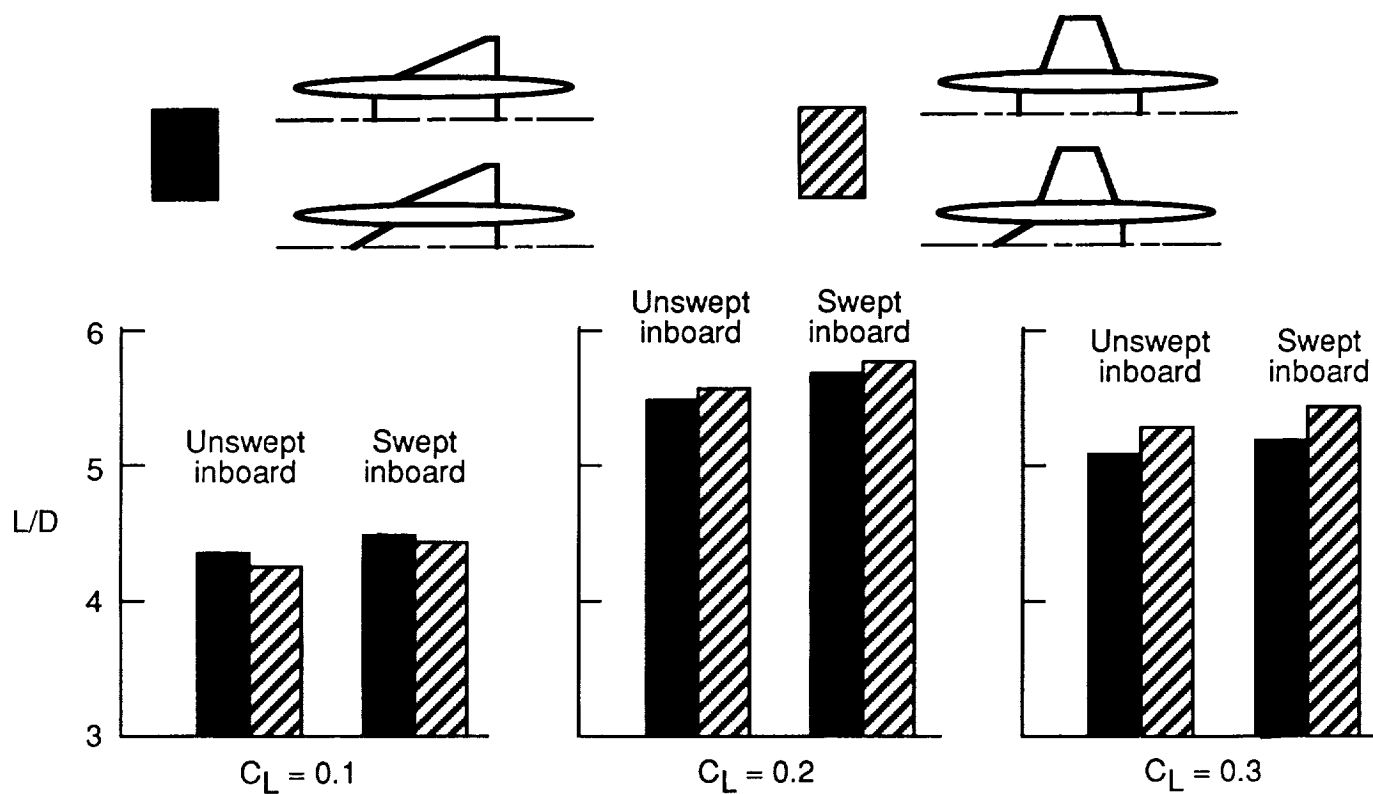 Unswept
inboard
Swept
inboard
Unswept
inboard
Swept
inboard
Unswept
inboard
Swept
inboard
6
5
4
3
L/D
C_L = 0.1
C_L = 0.2
C_L = 0.3